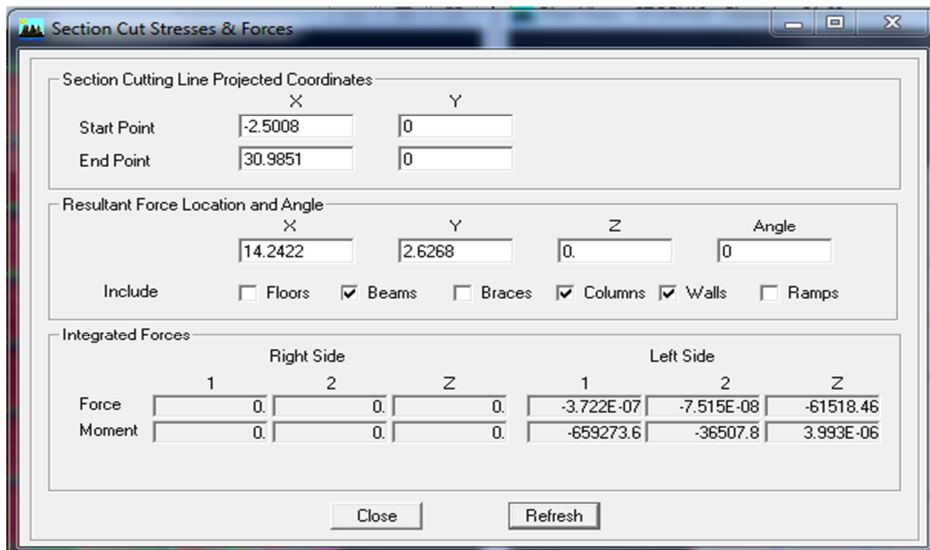 Section Cut Stresses & Forces
Section Cutting Line Projected Coordinates
X Y
Start Point -2.5008 0
End Point 30.9851 0
Resultant Force Location and Angle
X Y Z Angle
14.2422 2.6268 0. 0
Include Floors Beams Braces Columns Walls Ramps
Integrated Forces
Right Side Left Side
1 2 Z 1 2 Z
Force 0. 0. 0. -3.722E-07 -7.515E-08 -61518.46
Moment 0. 0. 0. -659273.6 -36507.8 3.993E-06
Close Refresh